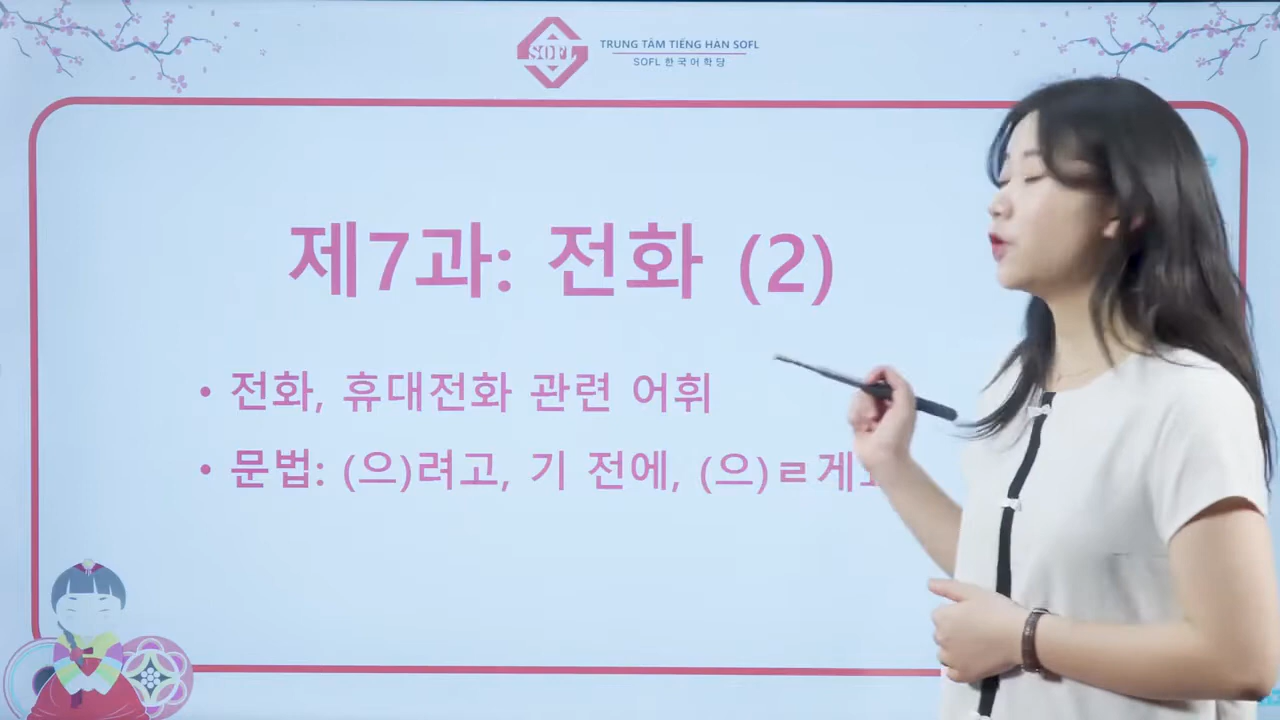 SOFL
TRUNG TÂM TIẾNG HÀN SOFL
SOFL 한국어학당
제7과: 전화 (2)
• 전화, 휴대전화 관련 어휘
• 문법: (으)려고, 기 전에, (으)ㄹ게